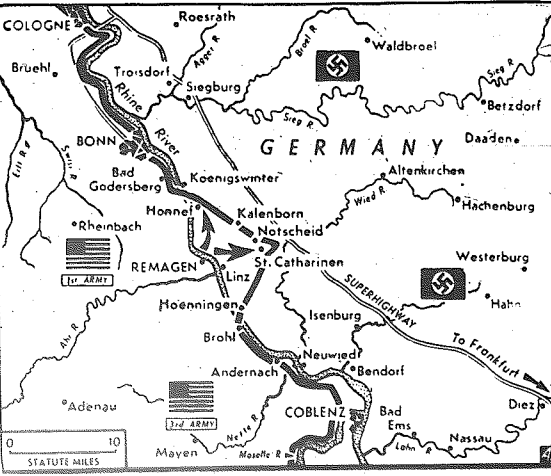 COLOGNE
Roesrath
Waldbroel
Bruehl
Troisdorf
Agger R
Broel R
Sieg R
Siegburg
Sieg R
Betzdorf
Rhine River
BONN
GERMANY
Daaden
Erft R
Swist R
Bad
Godersberg
Koenigswinter
Altenkirchen
Wied R
Hachenburg
Honnef
Kalenborn
Notscheid
Rheinbach
1st ARMY
REMAGEN
Linz
St. Catharinen
Westerburg
SUPERHIGHWAY
Hahn
Hoenningen
Isenburg
Ahr R
Brohl
To Frankfurt
Neuwied
Andernach
Bendorf
Adenau
3rd ARMY
COBLENZ
Bad
Ems
Diez
0 10
STATUTE MILES
Mayen
Nette R
Moselle R
Lahn R
Nassau